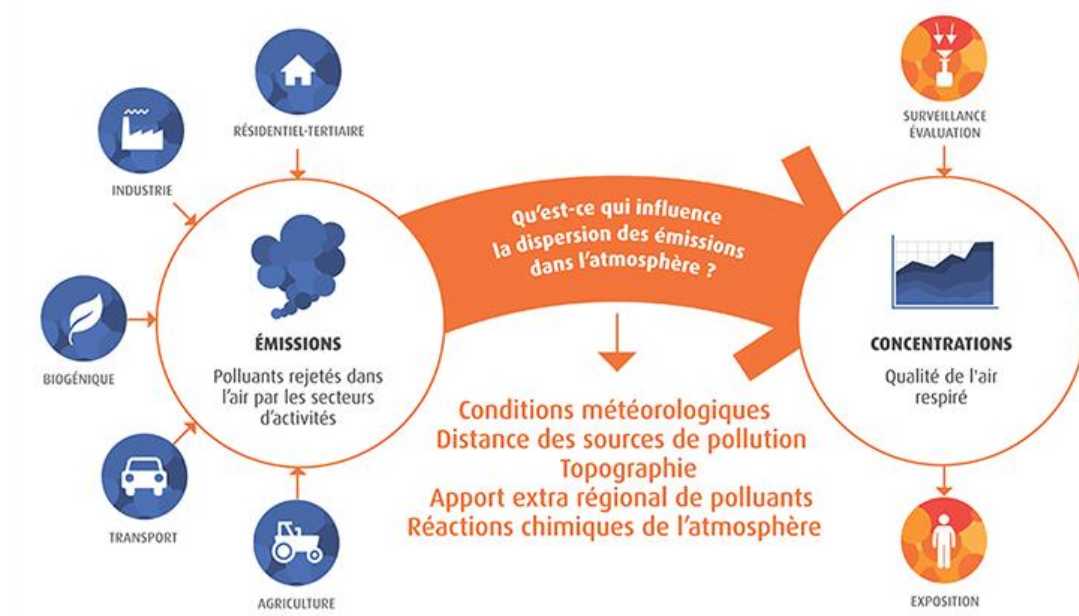 RÉSIDENTIEL-TERTIAIRE
INDUSTRIE
BIOGÉNIQUE
TRANSPORT
AGRICULTURE
ÉMISSIONS
Polluants rejetés dans
l'air par les secteurs
d'activités
Qu'est-ce qui influence
la dispersion des émissions
dans l'atmosphère ?
Conditions météorologiques
Distance des sources de pollution
Topographie
Apport extra régional de polluants
Réactions chimiques de l'atmosphère
SURVEILLANCE
ÉVALUATION
CONCENTRATIONS
Qualité de l'air
respiré
EXPOSITION